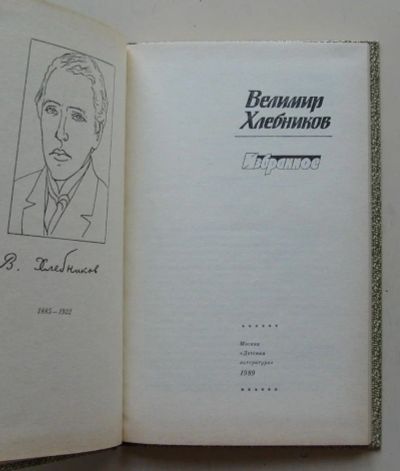 В. Хлебников
1885–1922
Велимир
Хлебников
Избранное
Москва
«Детская
литература»
1989